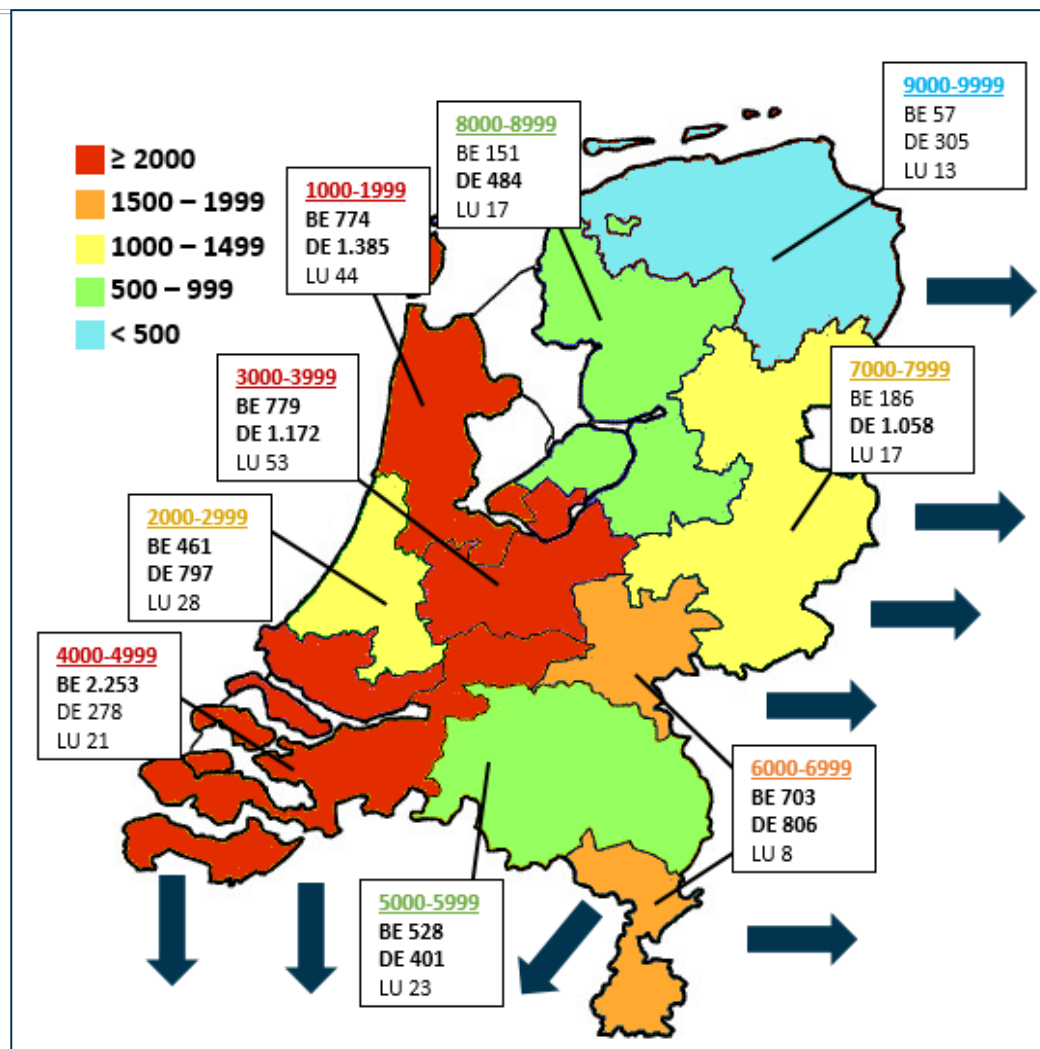 ≥ 2000
1500 – 1999
1000 – 1499
500 – 999
< 500
9000-9999
BE 57
DE 305
LU 13
8000-8999
BE 151
DE 484
LU 17
1000-1999
BE 774
DE 1.385
LU 44
3000-3999
BE 779
DE 1.172
LU 53
7000-7999
BE 186
DE 1.058
LU 17
2000-2999
BE 461
DE 797
LU 28
4000-4999
BE 2.253
DE 278
LU 21
6000-6999
BE 703
DE 806
LU 8
5000-5999
BE 528
DE 401
LU 23